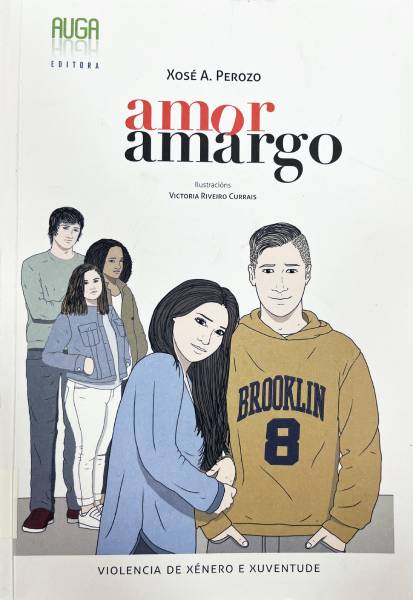 AUGA
EDITORA
XOSÉ A. PEROZO
amor
amargo
Ilustracións
VICTORIA RIVEIRO CURRAIS
BROOKLIN
8
VIOLENCIA DE XÉNERO E XUVENTUDE